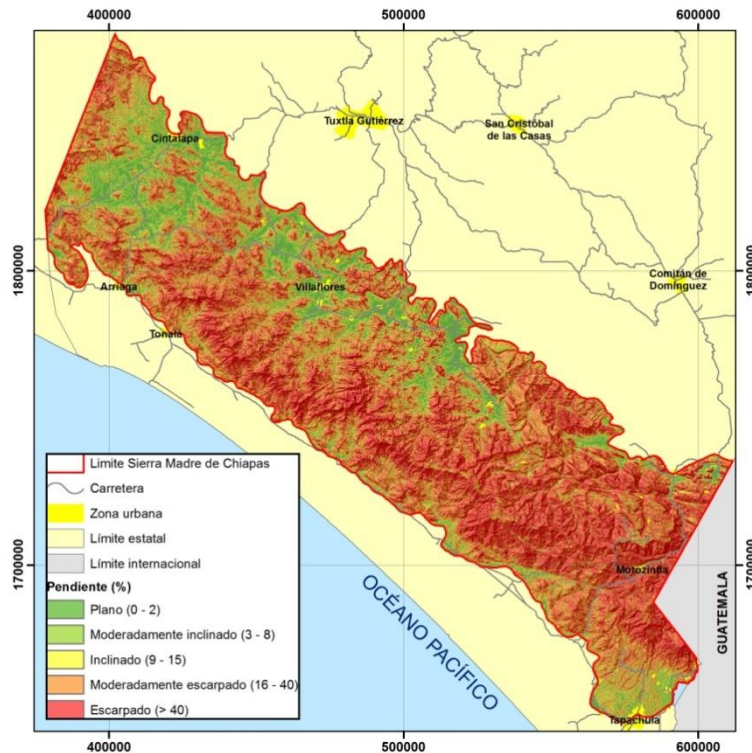 400000
500000
600000
Tuxtla Gutiérrez
San Cristóbal
de las Casas
Cintalapa
1800000
1800000
Comitán de
Domínguez
Arriaga
Villaflores
Tonalá
Limite Sierra Madre de Chiapas
Carretera
Zona urbana
Límite estatal
Límite internacional
Pendiente (%)
Plano (0 - 2)
Moderadamente inclinado (3 - 8)
Inclinado (9 - 15)
Moderadamente escarpado (16 - 40)
Escarpado (> 40)
1700000
1700000
Motozintla
GUATEMALA
OCÉANO PACÍFICO
Tapachula
400000
500000
600000